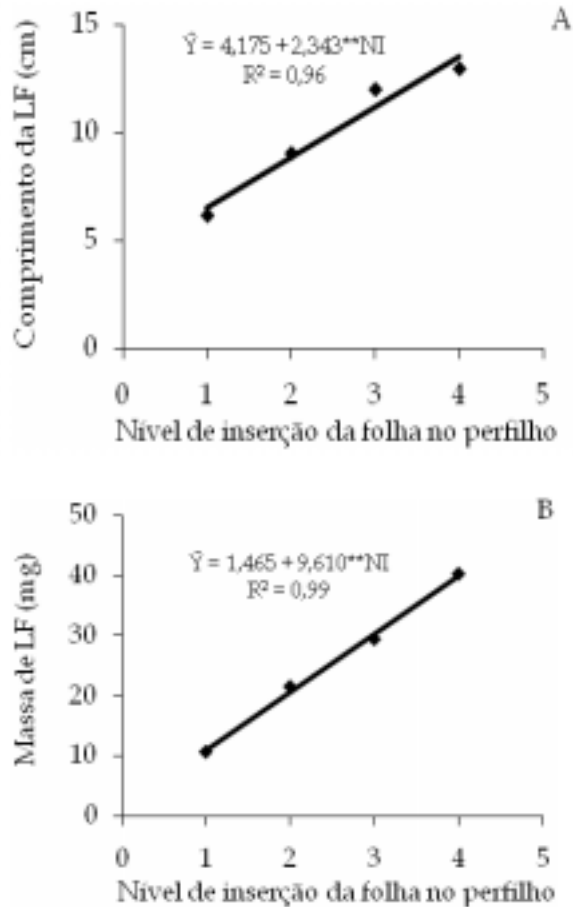 A
Ŷ = 4,175 + 2,343**NI
R² = 0,96
Comprimento da LF (cm)
15
10
5
0
0 1 2 3 4 5
Nível de inserção da folha no perfilho
B
Ŷ = 1,465 + 9,610**NI
R² = 0,99
Massa de LF (mg)
50
40
30
20
10
0
0 1 2 3 4 5
Nível de inserção da folha no perfilho